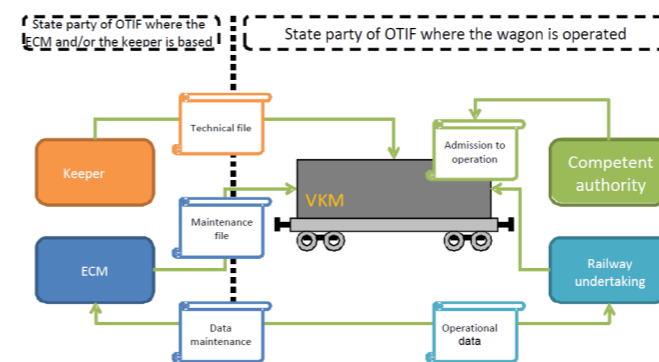 State party of OTIF where the
ECM and/or the keeper is based
State party of OTIF where the wagon is operated
Technical file
Admission to
operation
Keeper
Competent
authority
VKM
Maintenance
file
ECM
Railway
undertaking
Data
maintenance
Operational
data